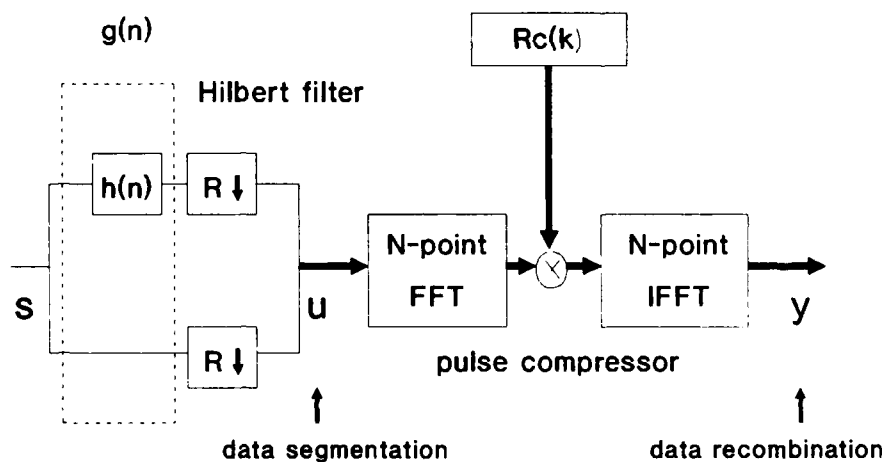 g(n)
Rc(k)
Hilbert filter
h(n)
R ↓
N-point
FFT
×
N-point
IFFT
s
u
y
R ↓
pulse compressor
data segmentation
data recombination